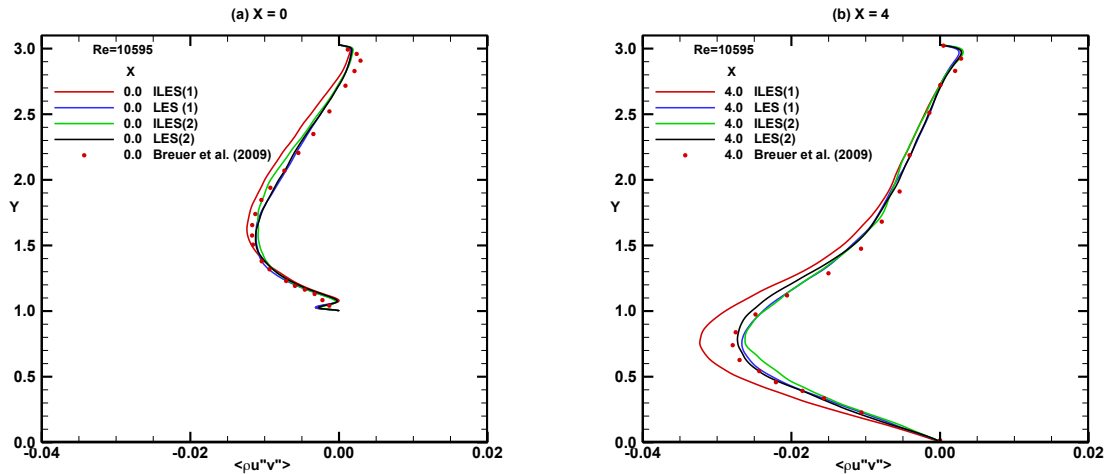 (a) X = 0
3.0
2.5
2.0
Y
1.5
1.0
0.5
0.0
Re=10595
X
0.0 ILES(1)
0.0 LES (1)
0.0 ILES(2)
0.0 LES(2)
0.0 Breuer et al. (2009)
-0.04 -0.02 0.00 0.02
<ρu"v">
(b) X = 4
3.0
2.5
2.0
Y
1.5
1.0
0.5
0.0
Re=10595
X
4.0 ILES(1)
4.0 LES (1)
4.0 ILES(2)
4.0 LES(2)
4.0 Breuer et al. (2009)
-0.04 -0.02 0.00 0.02
<ρu"v">